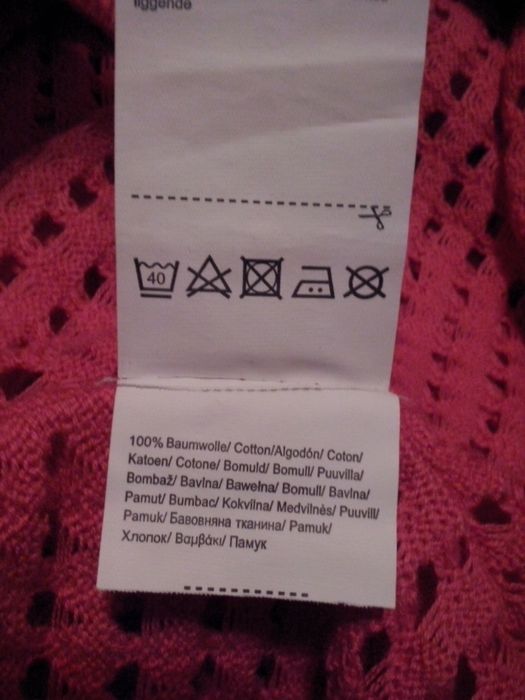 liggende
40
100% Baumwolle/ Cotton/Algodón/ Coton/
Katoen/ Cotone/ Bomuld/ Bomull/ Puuvilla/
Bombaž/ Bavlna/ Bawełna/ Bomull/ Bavlna/
Pamut/ Bumbac/ Kokvilna/ Medvilnės/ Puuvill/
Pamuk/ Бавовняна тканина/ Pamuk/
Хлопок/ Βαμβάκι/ Памук